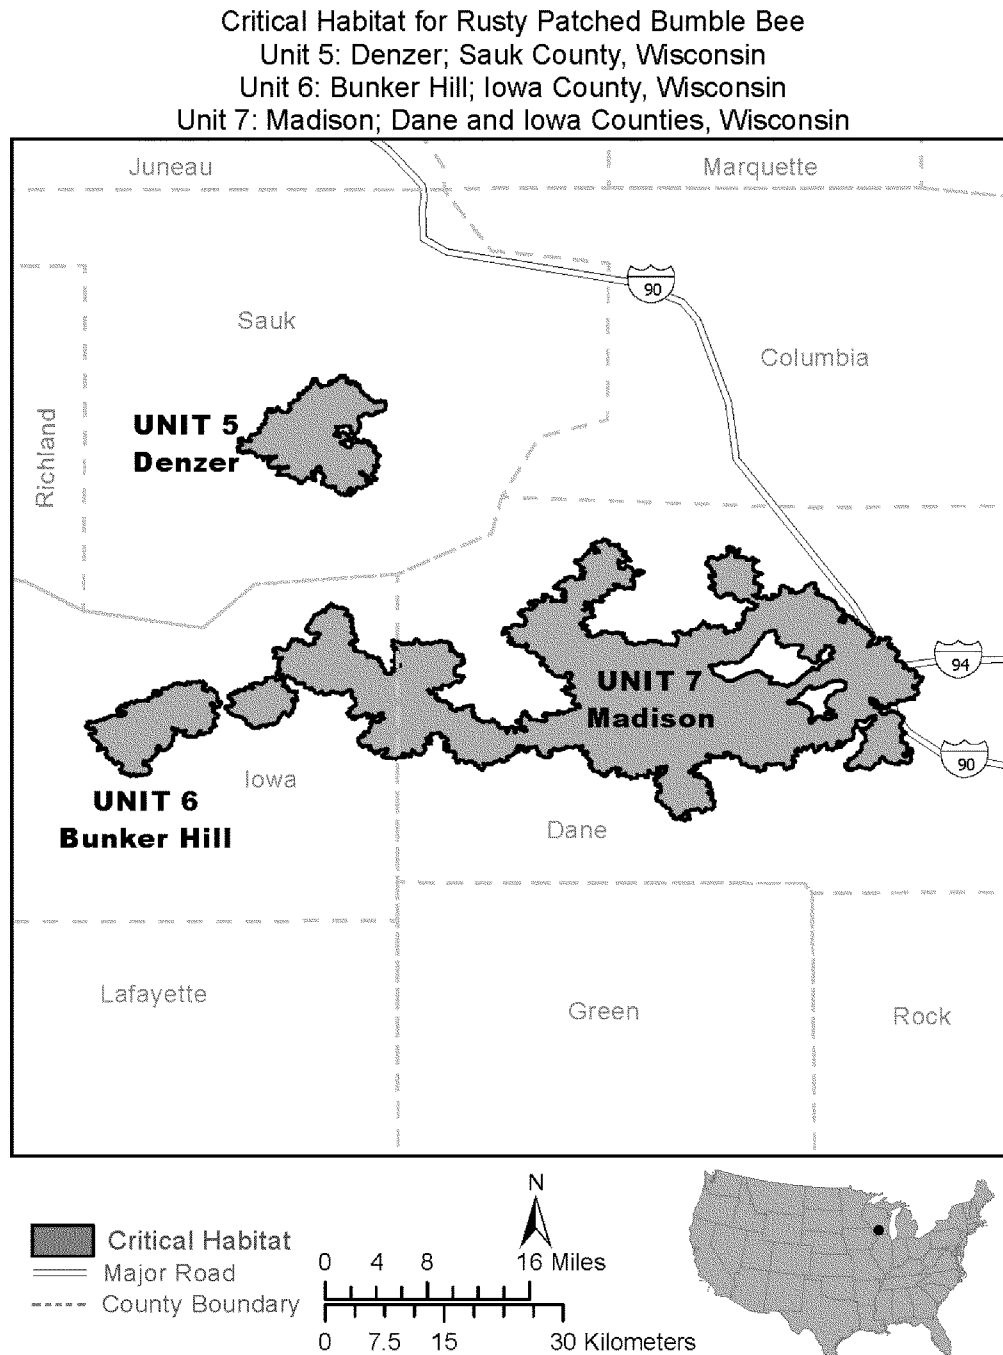 Critical Habitat for Rusty Patched Bumble Bee
Unit 5: Denzer; Sauk County, Wisconsin
Unit 6: Bunker Hill; Iowa County, Wisconsin
Unit 7: Madison; Dane and Iowa Counties, Wisconsin
Juneau
Marquette
90
Sauk
Columbia
Richland
UNIT 5
Denzer
94
UNIT 7
Madison
90
Iowa
UNIT 6
Bunker Hill
Dane
Lafayette
Green
Rock
N
Critical Habitat
Major Road
County Boundary
0 4 8 16 Miles
0 7.5 15 30 Kilometers